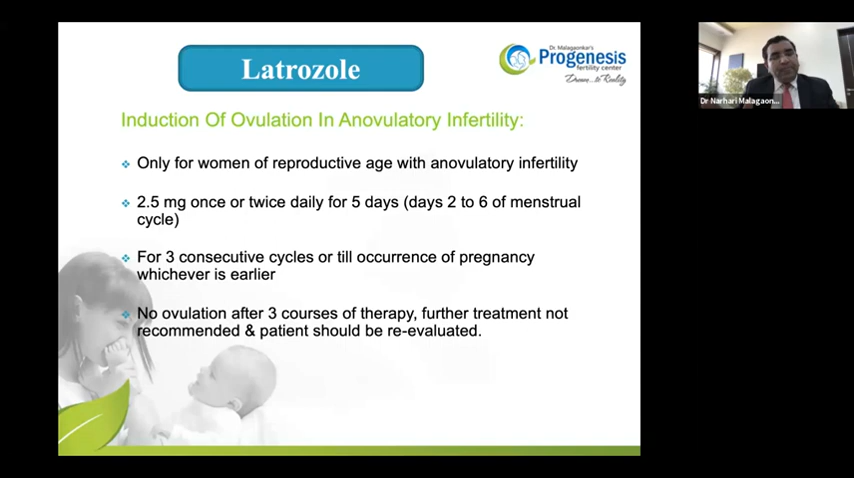 Latrozole
Dr. Malagaonkar's
Progenesis
fertility center
Dream...to Reality
Induction Of Ovulation In Anovulatory Infertility:
Only for women of reproductive age with anovulatory infertility
2.5 mg once or twice daily for 5 days (days 2 to 6 of menstrual
cycle)
For 3 consecutive cycles or till occurrence of pregnancy
whichever is earlier
No ovulation after 3 courses of therapy, further treatment not
recommended & patient should be re-evaluated.
Dr Narhari Malagaon...